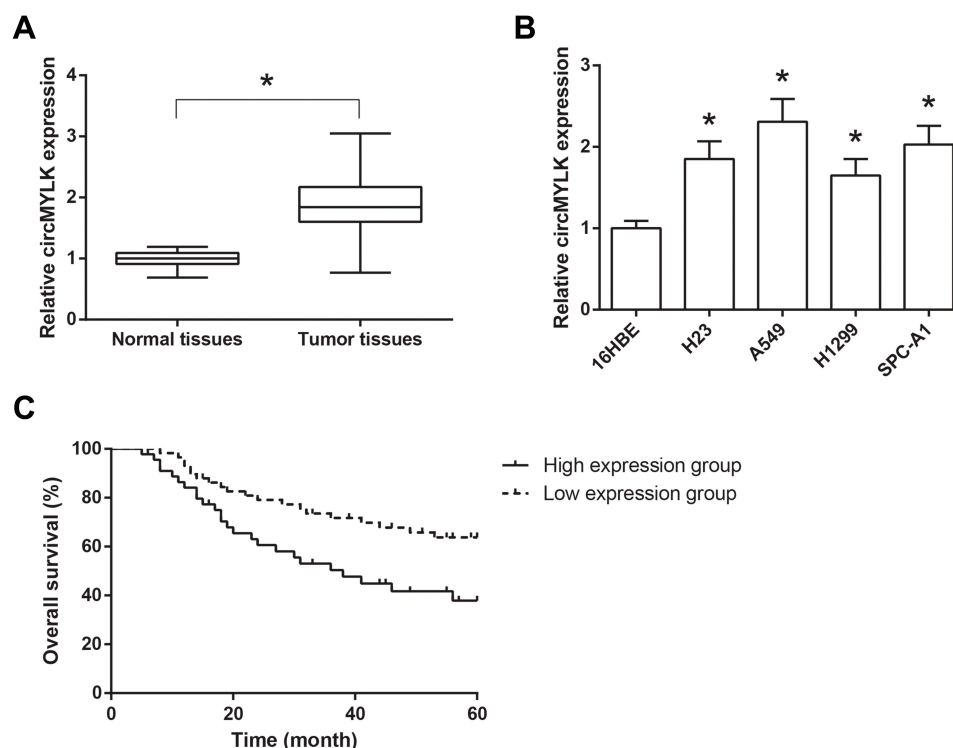 A
Relative circMYLK expression
4
3
2
1
0
*
Normal tissues
Tumor tissues
B
Relative circMYLK expression
3
2
1
0
*
*
*
*
16HBE
H23
A549
H1299
SPC-A1
C
Overall survival (%)
100
80
60
40
20
0
0
20
40
60
Time (month)
High expression group
Low expression group